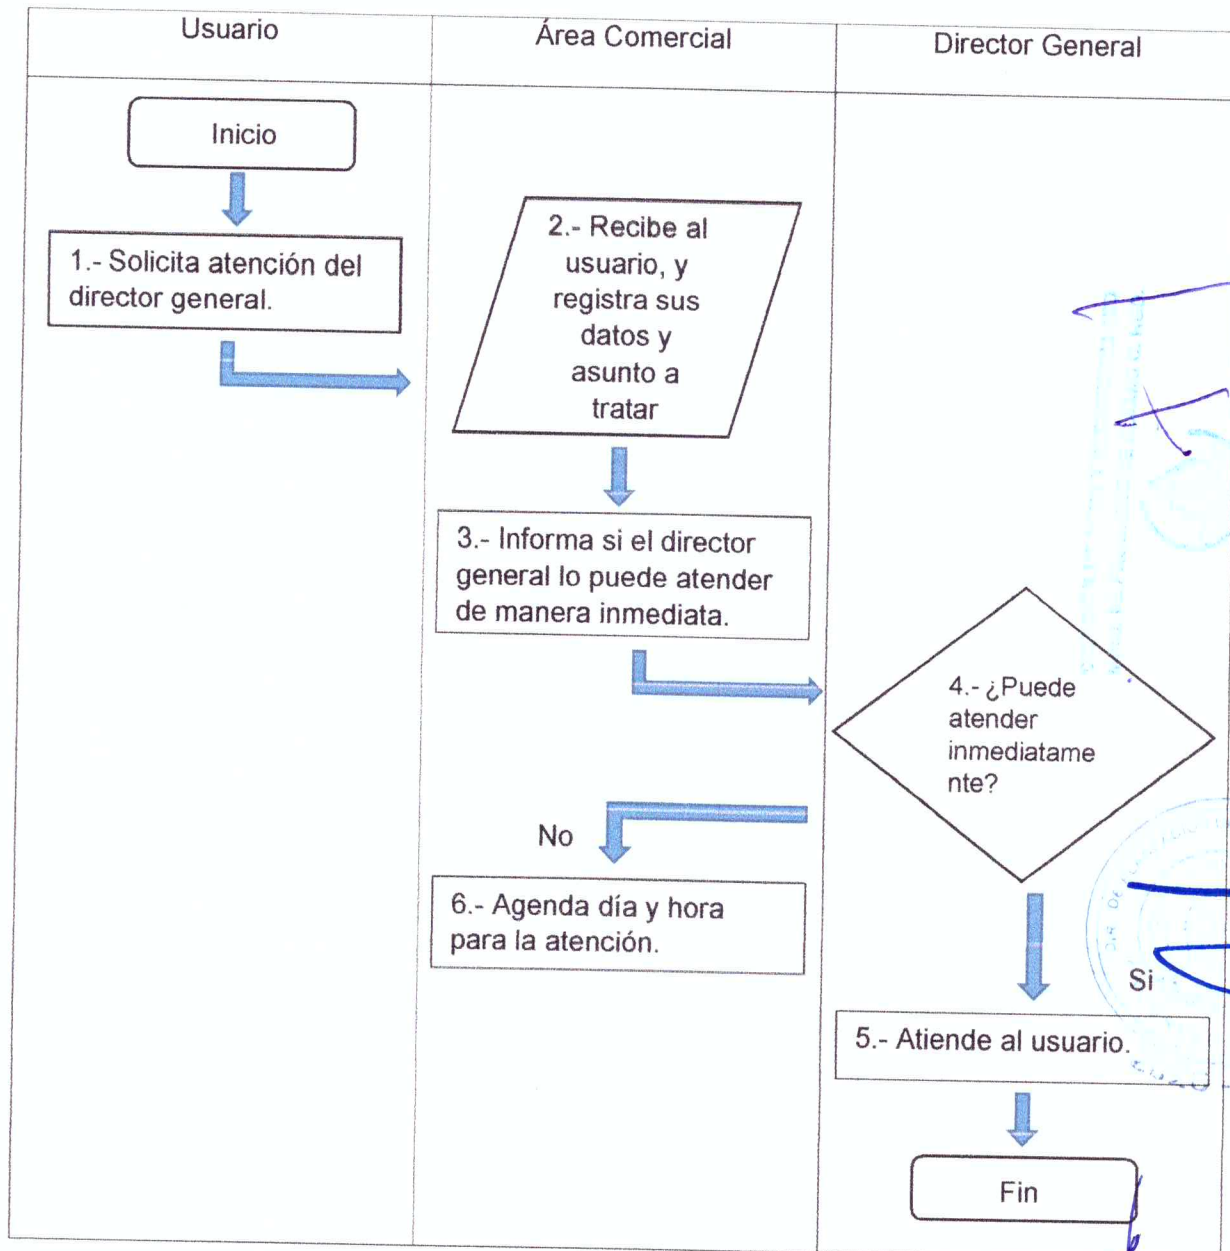 Usuario
Área Comercial
Director General
Inicio
1.- Solicita atención del
director general.
2.- Recibe al
usuario, y
registra sus
datos y
asunto a
tratar
3.- Informa si el director
general lo puede atender
de manera inmediata.
4.- ¿Puede
atender
inmediatame
nte?
No
6.- Agenda día y hora
para la atención.
Si
5.- Atiende al usuario.
Fin